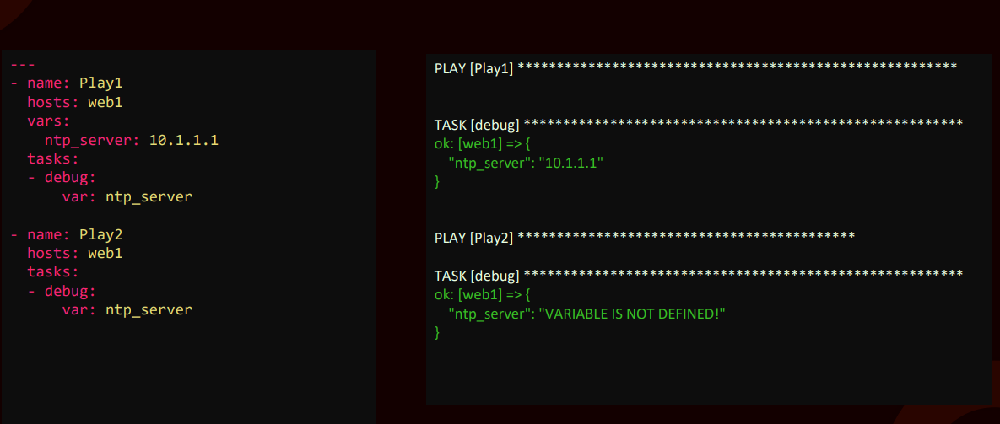 ---
- name: Play1
  hosts: web1
  vars:
    ntp_server: 10.1.1.1
  tasks:
  - debug:
      var: ntp_server
- name: Play2
  hosts: web1
  tasks:
  - debug:
      var: ntp_server
PLAY [Play1] ********************************************************
TASK [debug] ********************************************************
ok: [web1] => {
    "ntp_server": "10.1.1.1"
}
PLAY [Play2] *******************************************
TASK [debug] ********************************************************
ok: [web1] => {
    "ntp_server": "VARIABLE IS NOT DEFINED!"
}